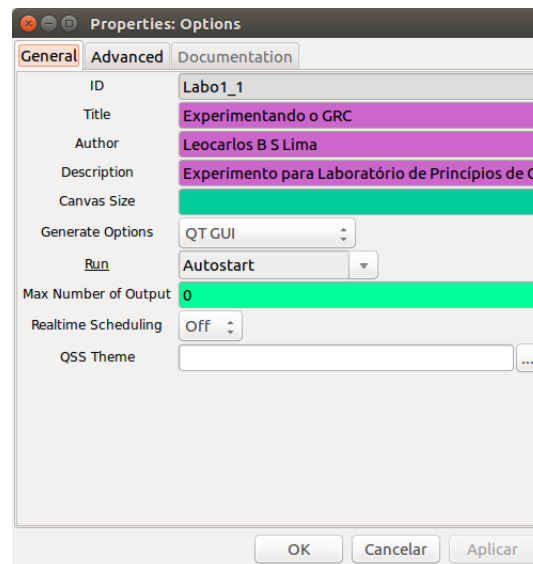 Properties: Options
General Advanced Documentation
ID Labo1_1
Title Experimentando o GRC
Author Leocarlos B S Lima
Description Experimento para Laboratório de Princípios de
Canvas Size
Generate Options QT GUI
Run Autostart
Max Number of Output 0
Realtime Scheduling Off
QSS Theme ...
OK Cancelar Aplicar